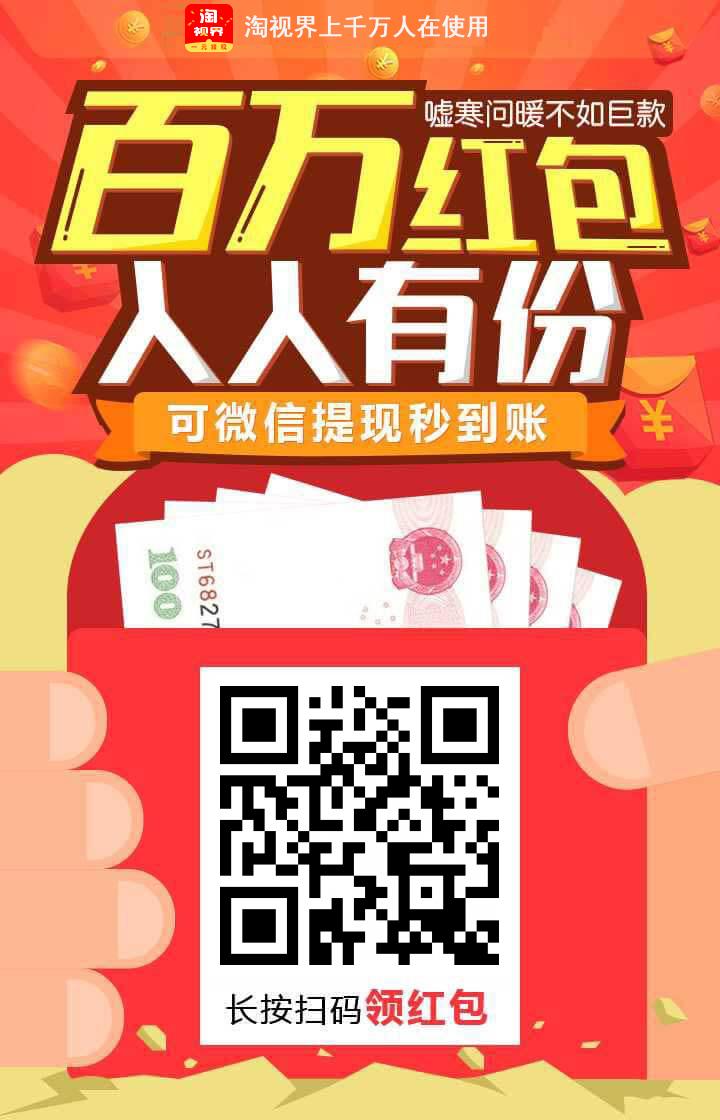 淘视界上千万人在使用
淘
视界
嘘寒问暖不如巨款
百万红包
人人有份
可微信提现秒到账
¥
100
ST6827
长按扫码领红包